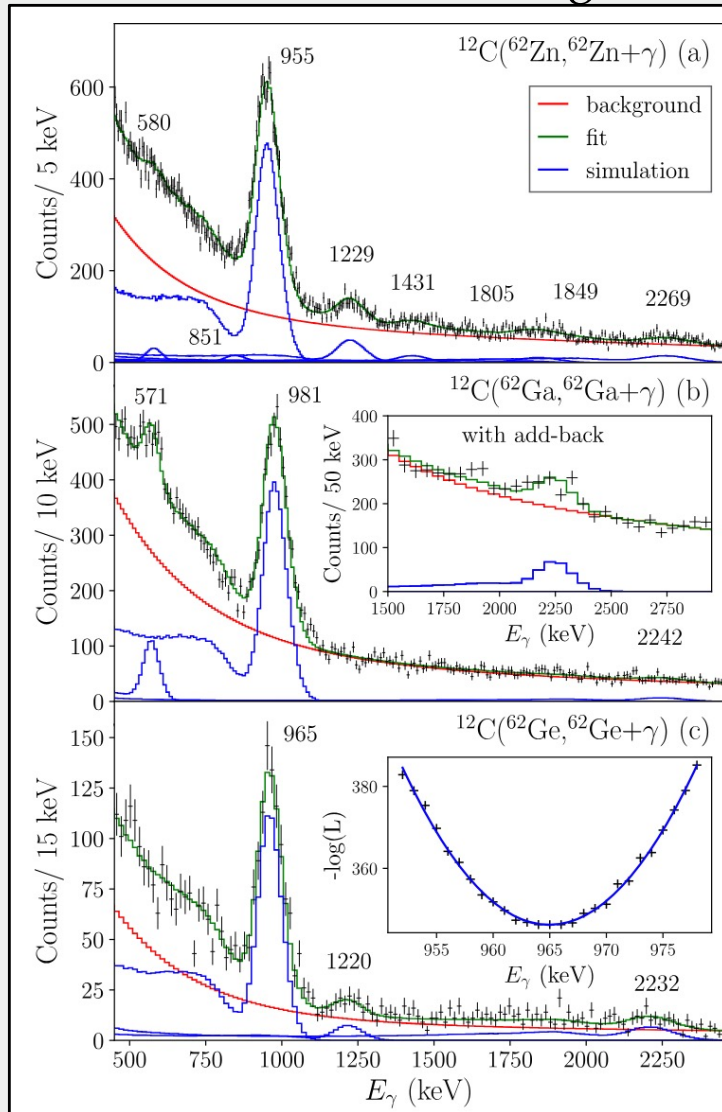 ¹²C(⁶²Zn,⁶²Zn+γ) (a)
955
580
background
fit
simulation
1229
1431
1805
1849
2269
851
600
400
200
0
Counts/ 5 keV
¹²C(⁶²Ga,⁶²Ga+γ) (b)
571
981
with add-back
400
300
200
100
0
Counts/ 50 keV
1500 1750 2000 2250 2500 2750
E_γ (keV)
2242
500
400
300
200
100
0
Counts/ 10 keV
¹²C(⁶²Ge,⁶²Ge+γ) (c)
965
380
360
-log(L)
955 960 965 970 975
E_γ (keV)
1220
2232
150
125
100
75
50
25
0
Counts/ 15 keV
500 750 1000 1250 1500 1750 2000 2250
E_γ (keV)